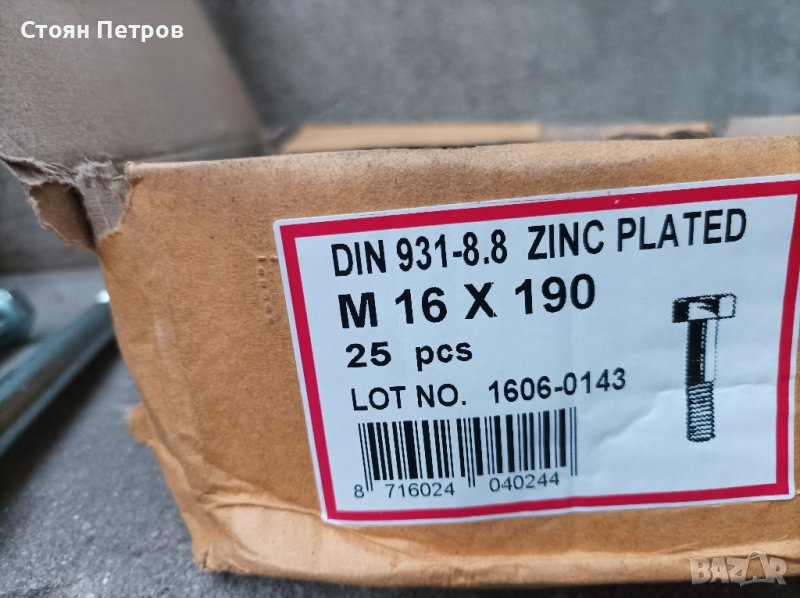 Стоян Петров
DIN 931-8.8 ZINC PLATED
M 16 X 190
25 pcs
LOT NO. 1606-0143
8 716024 040244
BAZAR